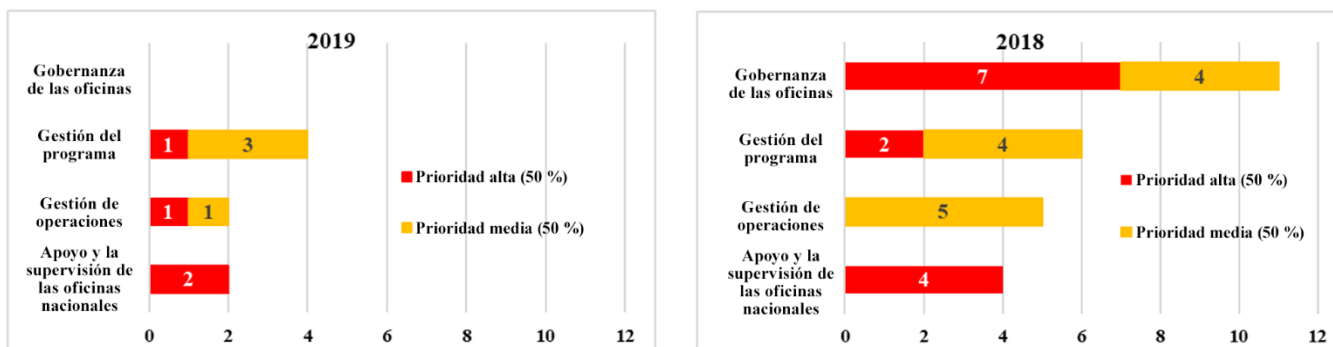 2019
Gobernanza
de las oficinas
Gestión del
programa
1 3
Gestión de
operaciones
1 1
Apoyo y la
supervisión de
las oficinas
nacionales
2
Prioridad alta (50 %)
Prioridad media (50 %)
0 2 4 6 8 10 12
2018
Gobernanza
de las oficinas
7 4
Gestión del
programa
2 4
Gestión de
operaciones
5
Apoyo y la
supervisión de
las oficinas
nacionales
4
Prioridad alta (50 %)
Prioridad media (50 %)
0 2 4 6 8 10 12